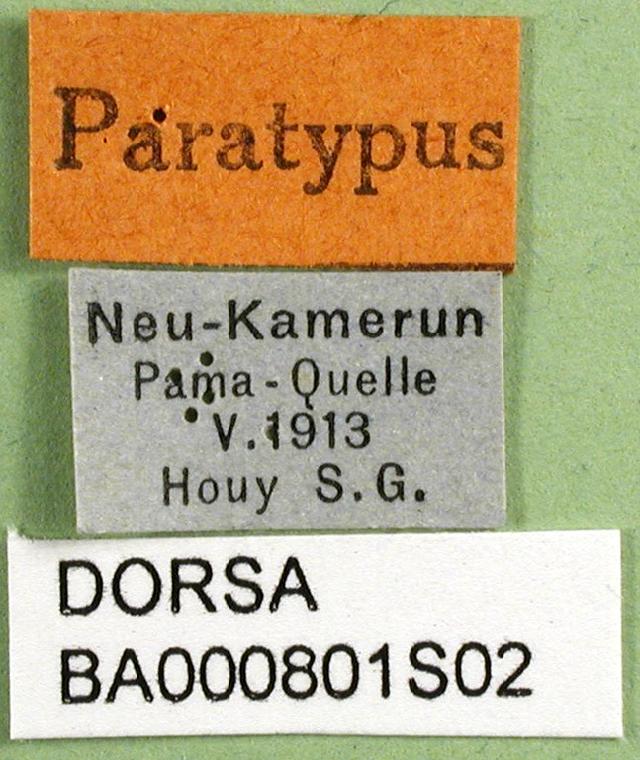 Paratypus
Neu-Kamerun
Pama-Quelle
V.1913
Houy S.G.
DORSA
BA000801S02